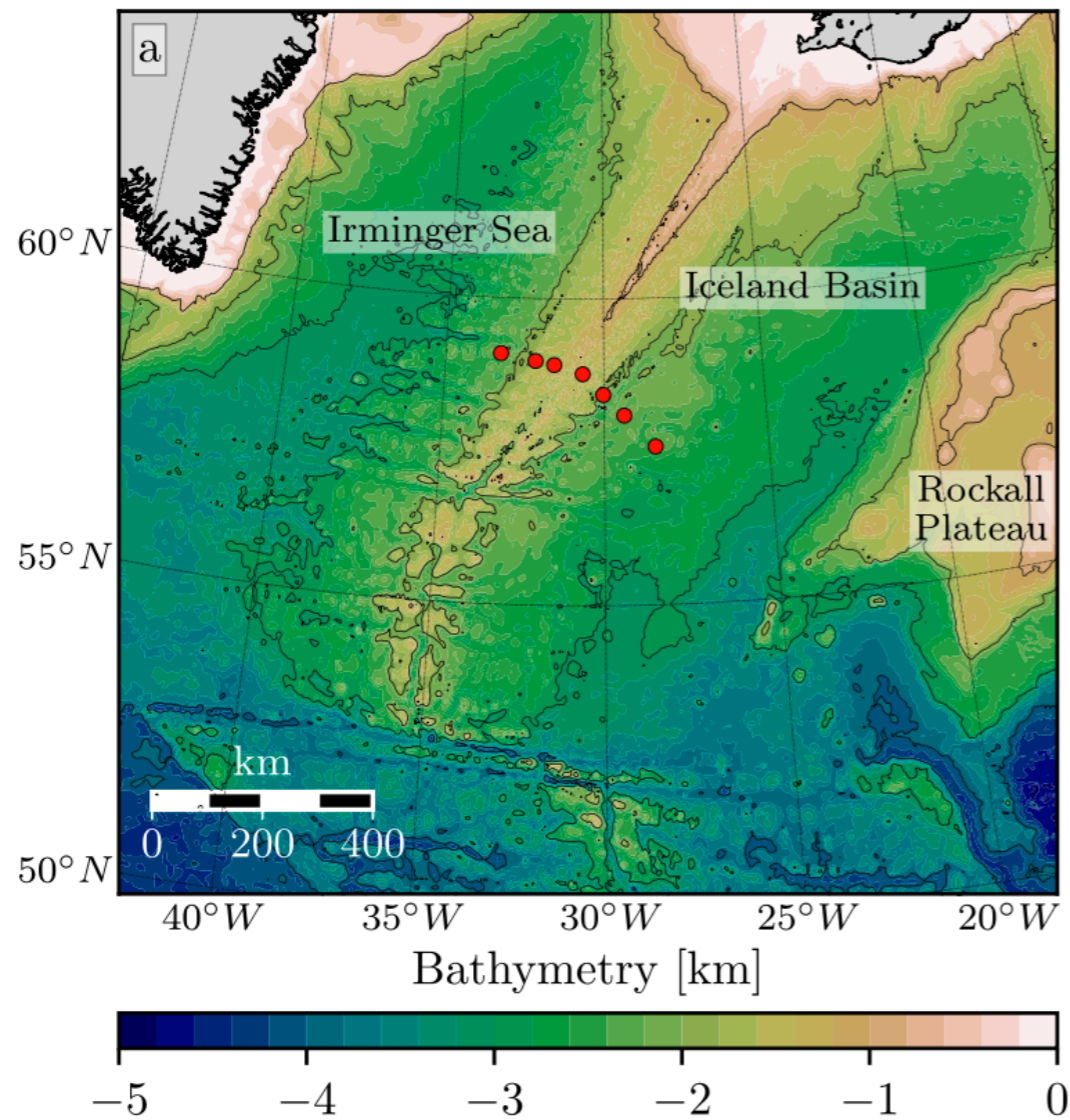 a
Irminger Sea
60°N
Iceland Basin
Rockall
Plateau
55°N
km
0 200 400
50°N
40°W 35°W 30°W 25°W 20°W
Bathymetry [km]
−5 −4 −3 −2 −1 0